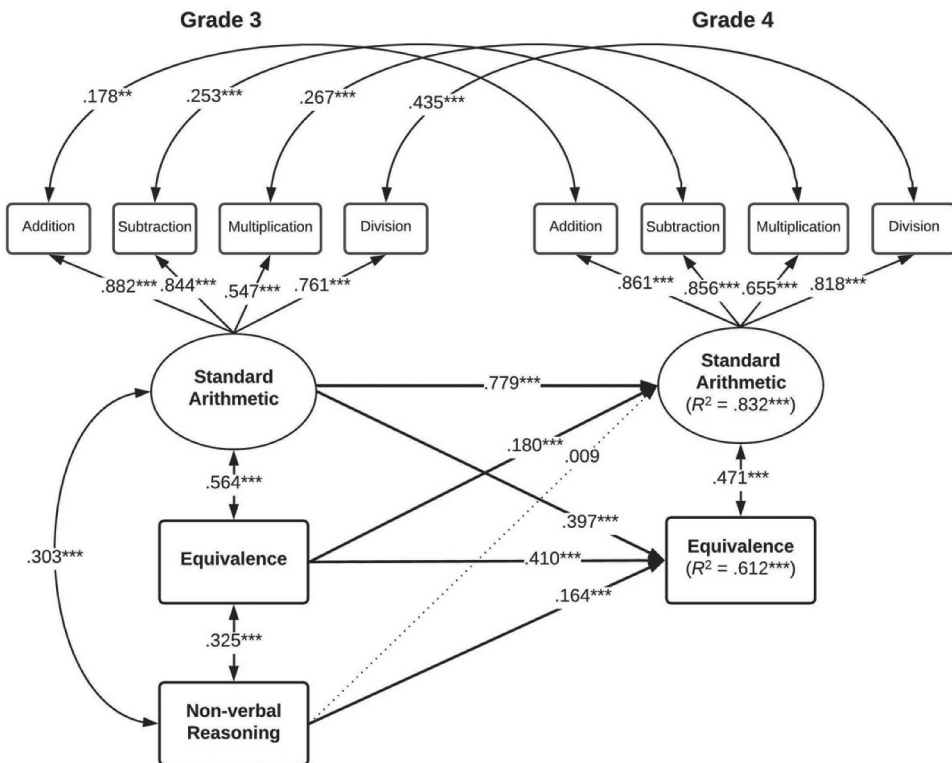 Grade 3
Grade 4
.178**
.253***
.267***
.435***
Addition
Subtraction
Multiplication
Division
Addition
Subtraction
Multiplication
Division
.882***
.844***
.547***
.761***
.861***
.856***
.655***
.818***
Standard
Arithmetic
.779***
Standard
Arithmetic
(R² = .832***)
.180***
.009
.564***
.471***
.397***
.303***
Equivalence
.410***
Equivalence
(R² = .612***)
.164***
.325***
Non-verbal
Reasoning